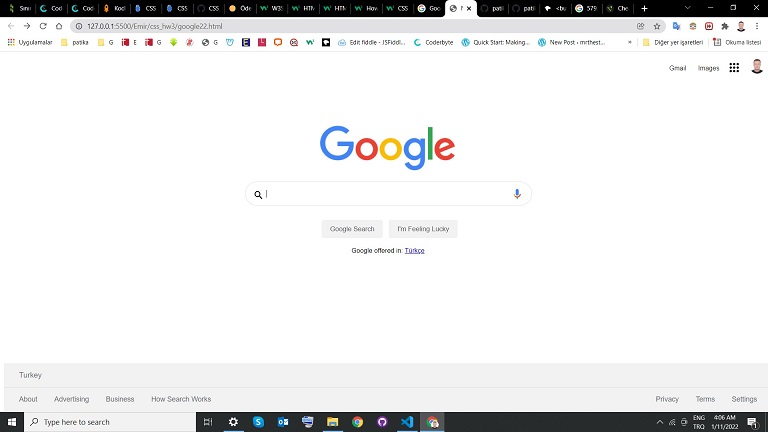 Sını Cod Cod Kodl CSS CSS CSS Öde W3S HTM HTM How CSS Goo pati pati <bu 579. Che
127.0.0.1:5500/Emir/css_hw3/google22.html
Uygulamalar patika G E G G Edit fiddle - JSFiddl... Coderbyte Quick Start: Making... New Post ‹ mrthest... » Diğer yer işaretleri Okuma listesi
Gmail Images
Google
Google Search I'm Feeling Lucky
Google offered in: Türkçe
Turkey
About Advertising Business How Search Works Privacy Terms Settings
Type here to search ENG 4:06 AM
TRQ 1/11/2022